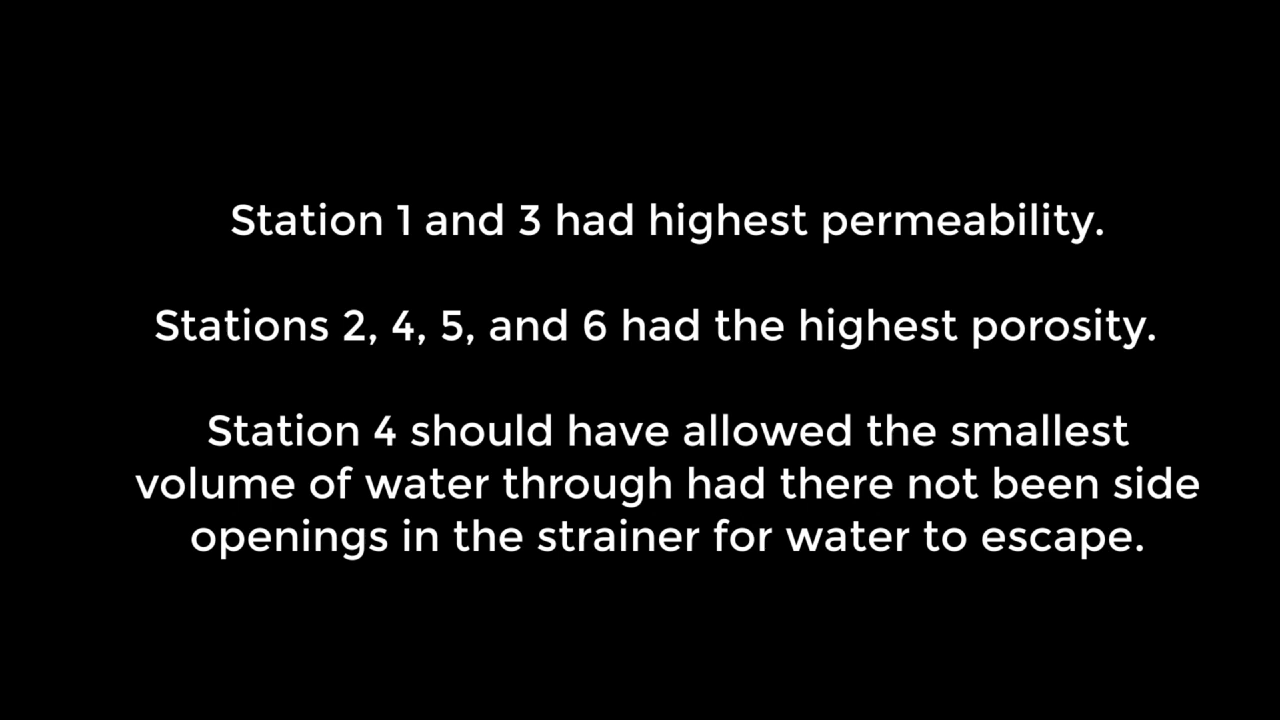 Station 1 and 3 had highest permeability.
Stations 2, 4, 5, and 6 had the highest porosity.
Station 4 should have allowed the smallest
volume of water through had there not been side
openings in the strainer for water to escape.